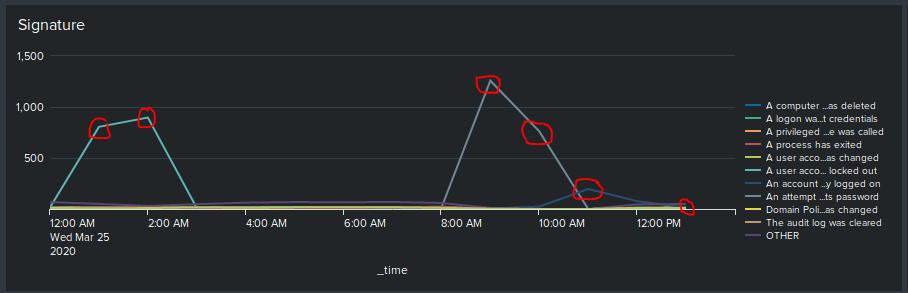 Signature
1,500
1,000
500
12:00 AM 2:00 AM 4:00 AM 6:00 AM 8:00 AM 10:00 AM 12:00 PM
Wed Mar 25
2020
_time
A computer ...as deleted
A logon wa...t credentials
A privileged ...e was called
A process has exited
A user acco...as changed
A user acco... locked out
An account ...y logged on
An attempt ...ts password
Domain Poli...as changed
The audit log was cleared
OTHER